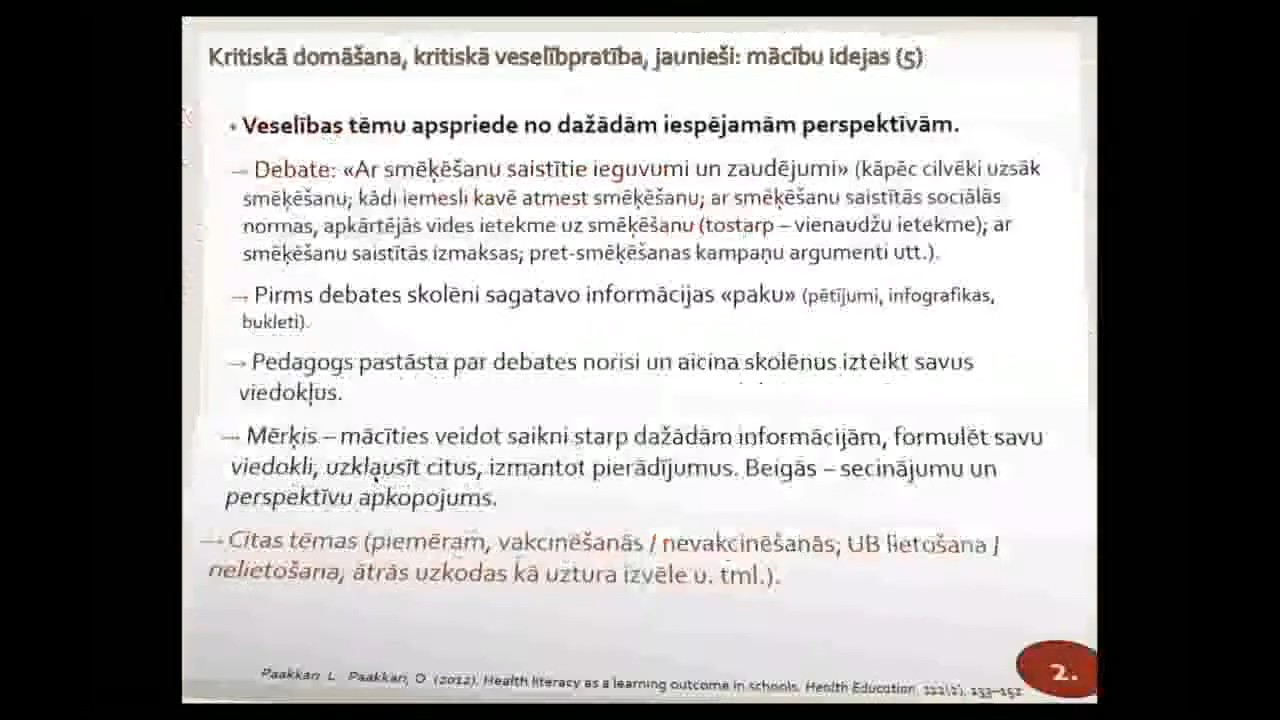 Kritiskā domāšana, kritiskā veselībpratība, jaunieši: mācību idejas (5)
• Veselības tēmu apspriede no dažādām iespējamām perspektīvām.
→ Debate: «Ar smēķēšanu saistītie ieguvumi un zaudējumi» (kāpēc cilvēki uzsāk
smēķēšanu; kādi iemesli kavē atmest smēķēšanu; ar smēķēšanu saistītās sociālās
normas, apkārtējās vides ietekme uz smēķēšanu (tostarp – vienaudžu ietekme); ar
smēķēšanu saistītās izmaksas; pret-smēķēšanas kampaņu argumenti utt.).
→ Pirms debates skolēni sagatavo informācijas «paku» (pētījumi, infografikas,
bukleti).
→ Pedagogs pastāsta par debates norisi un aicina skolēnus izteikt savus
viedokļus.
→ Mērķis – mācīties veidot saikni starp dažādām informācijām, formulēt savu
viedokli, uzklausīt citus, izmantot pierādījumus. Beigās – secinājumu un
perspektīvu apkopojums.
→ Citas tēmas (piemēram, vakcinēšanās / nevakcinēšanās; UB lietošana /
nelietošana, ātrās uzkodas kā uztura izvēle u. tml.).
Paakkari L. Paakkari, O. (2012). Health literacy as a learning outcome in schools. Health Education, 133–152
2.